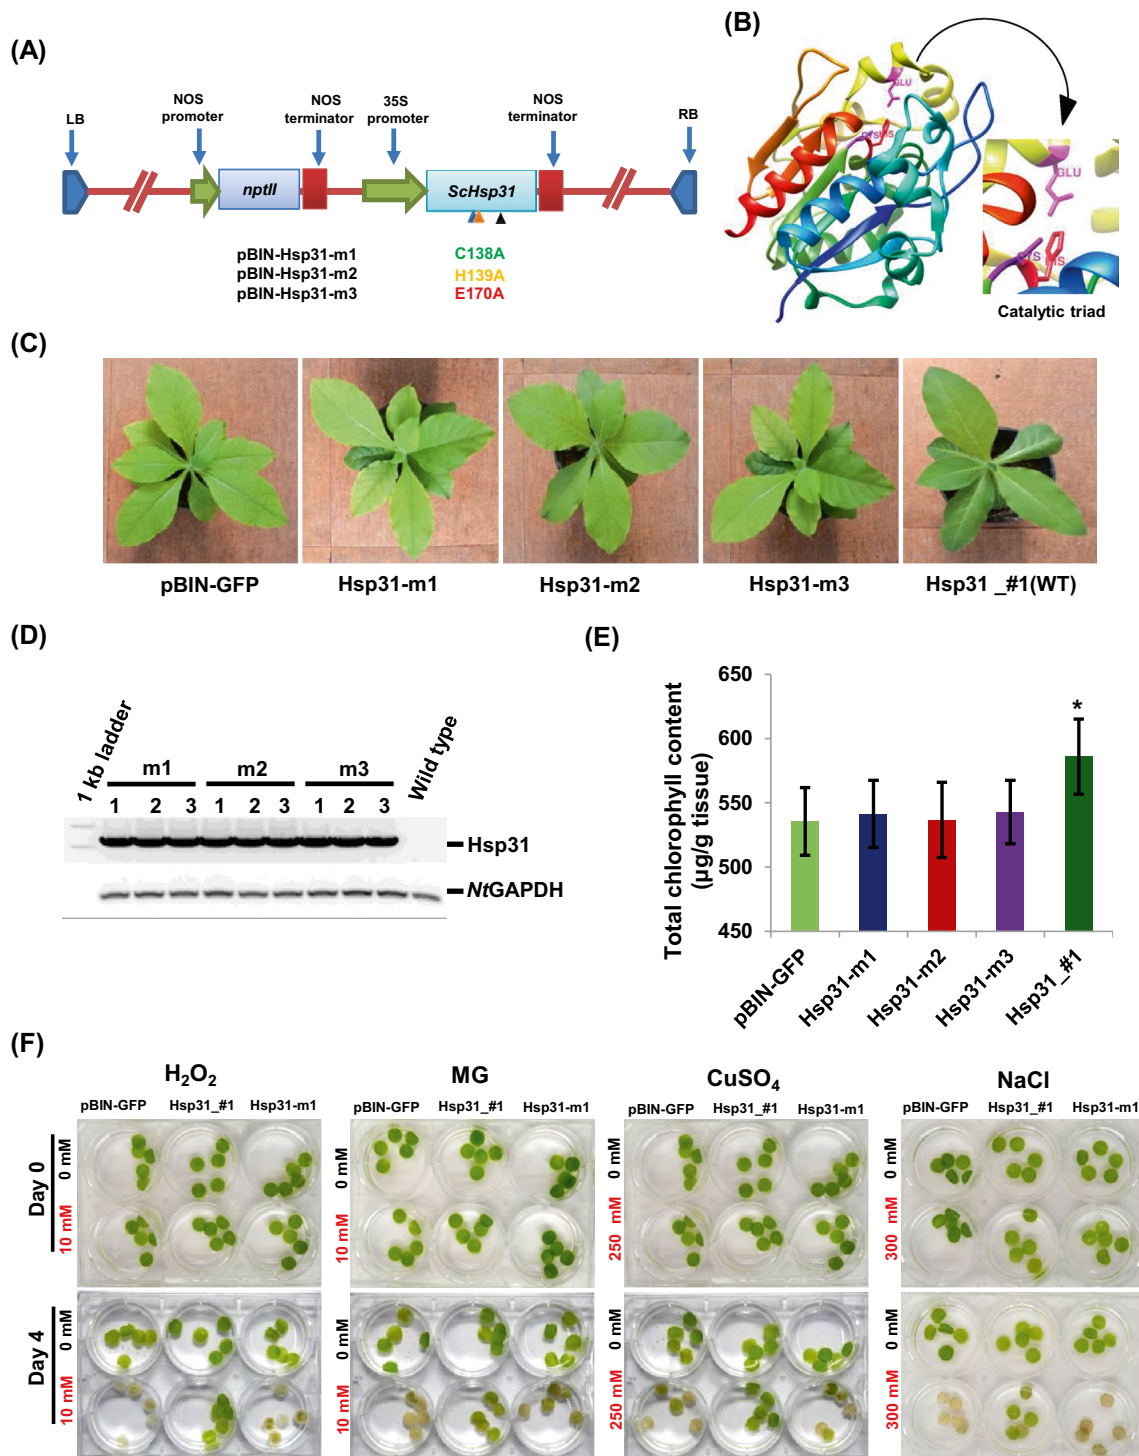 (A)
LB
NOS
promoter
NOS
terminator
35S
promoter
NOS
terminator
RB
nptII
ScHsp31
pBIN-Hsp31-m1 C138A
pBIN-Hsp31-m2 H139A
pBIN-Hsp31-m3 E170A
(B)
GLU
CYS HIS
GLU
CYS HIS
Catalytic triad
(C)
pBIN-GFP Hsp31-m1 Hsp31-m2 Hsp31-m3 Hsp31 _#1(WT)
(D)
1 kb ladder
m1 m2 m3
Wild type
1 2 3 1 2 3 1 2 3
Hsp31
NtGAPDH
(E)
Total chlorophyll content
(µg/g tissue)
650
600
550
500
450
*
pBIN-GFP
Hsp31-m1
Hsp31-m2
Hsp31-m3
Hsp31_#1
(F)
H₂O₂ MG CuSO₄ NaCl
pBIN-GFP Hsp31_#1 Hsp31-m1 pBIN-GFP Hsp31_#1 Hsp31-m1 pBIN-GFP Hsp31_#1 Hsp31-m1 pBIN-GFP Hsp31_#1 Hsp31-m1
Day 0
0 mM 0 mM 0 mM 0 mM
10 mM 10 mM 250 mM 300 mM
Day 4
0 mM 0 mM 0 mM 0 mM
10 mM 10 mM 250 mM 300 mM